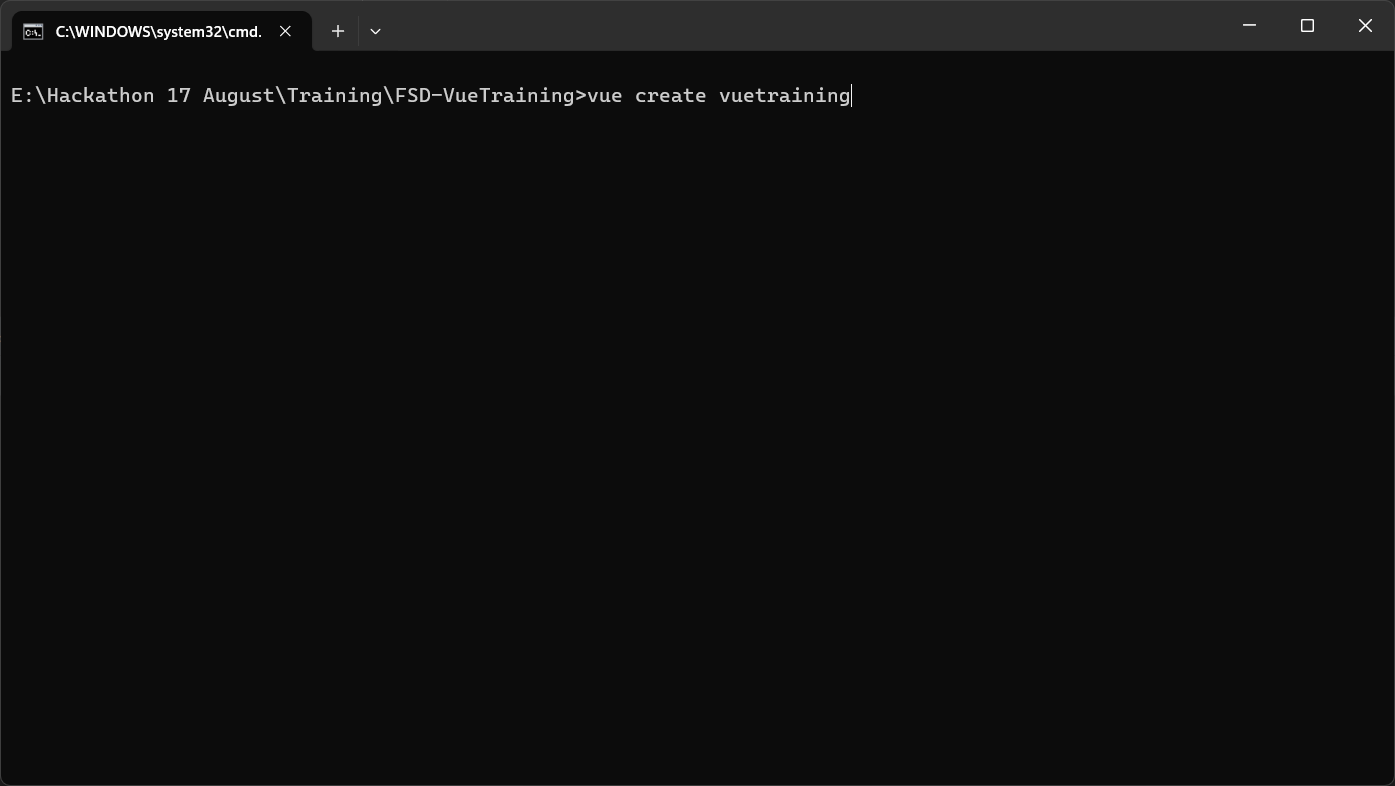 C:\WINDOWS\system32\cmd.
E:\Hackathon 17 August\Training\FSD-VueTraining>vue create vuetraining